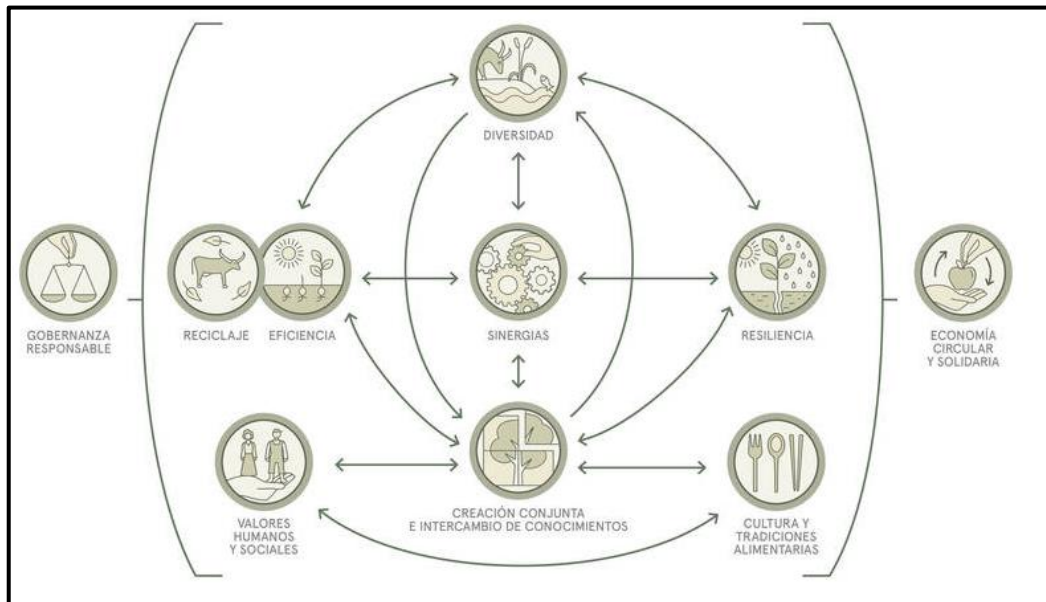 DIVERSIDAD
GOBERNANZA
RESPONSABLE
RECICLAJE
EFICIENCIA
SINERGIAS
RESILIENCIA
ECONOMÍA
CIRCULAR
Y SOLIDARIA
VALORES
HUMANOS
Y SOCIALES
CREACIÓN CONJUNTA
E INTERCAMBIO DE CONOCIMIENTOS
CULTURA Y
TRADICIONES
ALIMENTARIAS